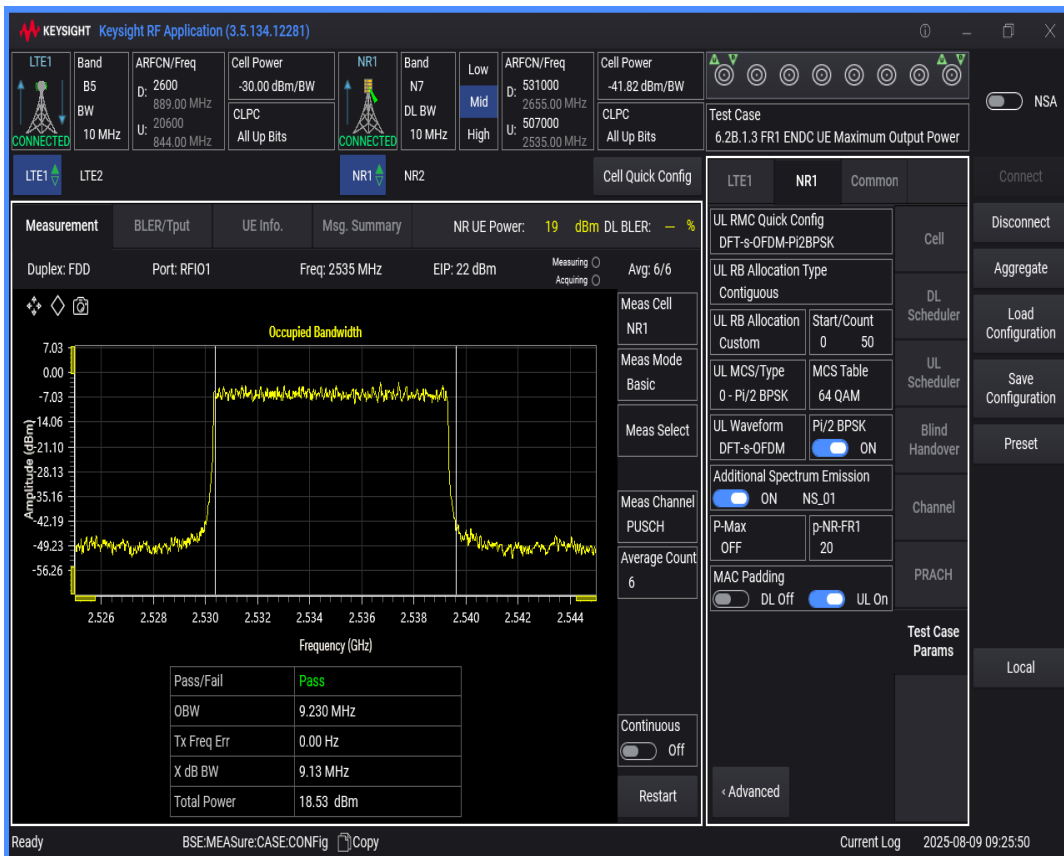 KEYSIGHT Keysight RF Application (3.5.134.12281)
LTE1
CONNECTED
Band
B5
BW
10 MHz
ARFCN/Freq
D: 2600
889.00 MHz
U: 20600
844.00 MHz
Cell Power
-30.00 dBm/BW
CLPC
All Up Bits
NR1
CONNECTED
Band
N7
DL BW
10 MHz
Low
Mid
High
ARFCN/Freq
D: 531000
2655.00 MHz
U: 507000
2535.00 MHz
Cell Power
-41.82 dBm/BW
CLPC
All Up Bits
Test Case
6.2B.1.3 FR1 ENDC UE Maximum Output Power
NSA
LTE1 LTE2 NR1 NR2 Cell Quick Config
Measurement BLER/Tput UE Info. Msg. Summary NR UE Power: 19 dBm DL BLER: -- %
Duplex: FDD Port: RFIO1 Freq: 2535 MHz EIP: 22 dBm Measuring Acquiring Avg: 6/6
Occupied Bandwidth
Amplitude (dBm)
7.03
0.00
-7.03
-14.06
-21.10
-28.13
-35.16
-42.19
-49.23
-56.26
2.526 2.528 2.530 2.532 2.534 2.536 2.538 2.540 2.542 2.544
Frequency (GHz)
Pass/Fail Pass
OBW 9.230 MHz
Tx Freq Err 0.00 Hz
X dB BW 9.13 MHz
Total Power 18.53 dBm
Meas Cell
NR1
Meas Mode
Basic
Meas Select
Meas Channel
PUSCH
Average Count
6
Continuous
Off
Restart
LTE1 NR1 Common
UL RMC Quick Config
DFT-s-OFDM-Pi2BPSK
UL RB Allocation Type
Contiguous
UL RB Allocation
Custom
Start/Count
0 50
UL MCS/Type
0 - Pi/2 BPSK
MCS Table
64 QAM
UL Waveform
DFT-s-OFDM
Pi/2 BPSK
ON
Additional Spectrum Emission
ON NS_01
P-Max
OFF
p-NR-FR1
20
MAC Padding
DL Off UL On
‹ Advanced
Cell
DL
Scheduler
UL
Scheduler
Blind
Handover
Channel
PRACH
Test Case
Params
Connect
Disconnect
Aggregate
Load
Configuration
Save
Configuration
Preset
Local
Ready BSE:MEASure:CASE:CONFig Copy Current Log 2025-08-09 09:25:50